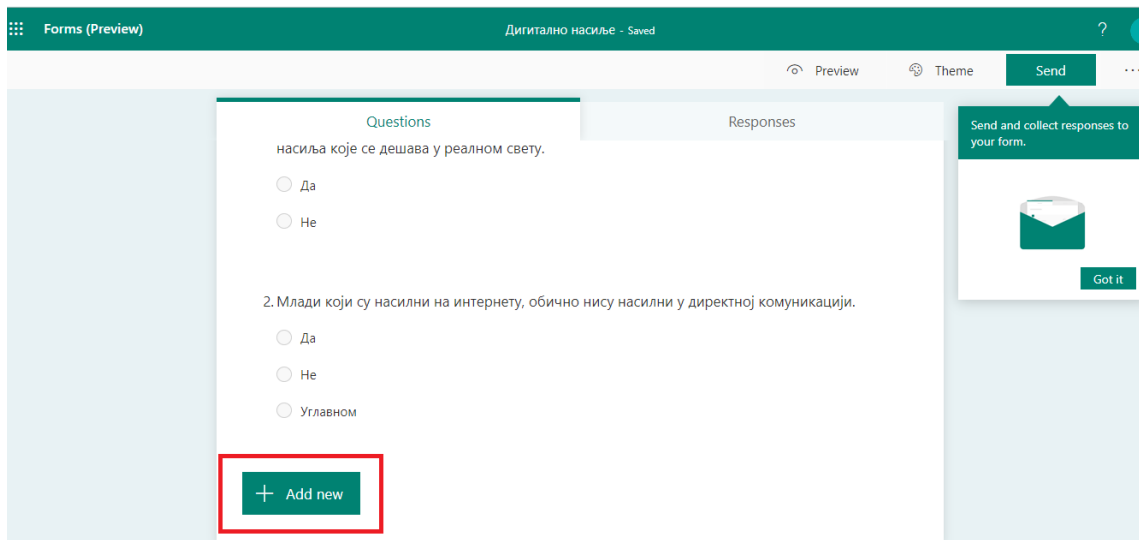 Forms (Preview)
Дигитално насиље - Saved
?
Preview
Theme
Send
...
Questions
Responses
Send and collect responses to
your form.
насиља које се дешава у реалном свету.
Да
Не
Got it
2. Млади који су насилни на интернету, обично нису насилни у директној комуникацији.
Да
Не
Углавном
+ Add new